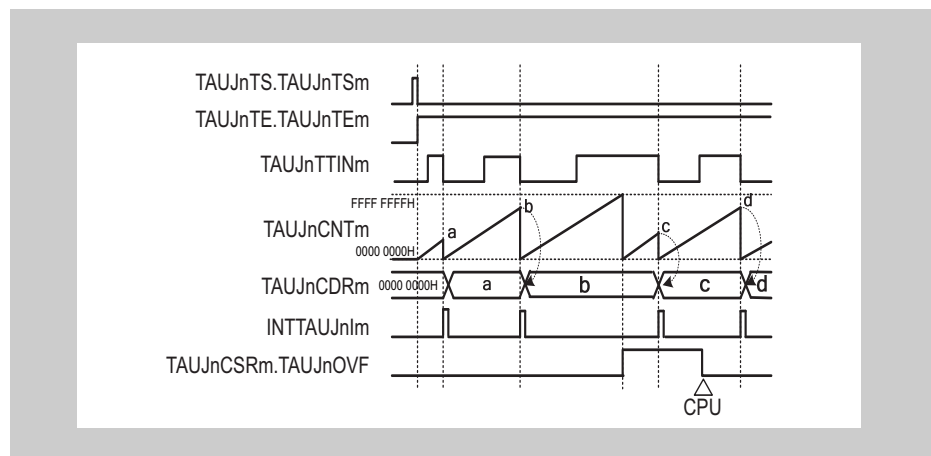 TAUJnTS.TAUJnTSm
TAUJnTE.TAUJnTEm
TAUJnTTINm
FFFF FFFFH
TAUJnCNTm
0000 0000H
a
b
c
d
TAUJnCDRm
0000 0000H
a
b
c
d
INTTAUJnIm
TAUJnCSRm.TAUJnOVF
CPU